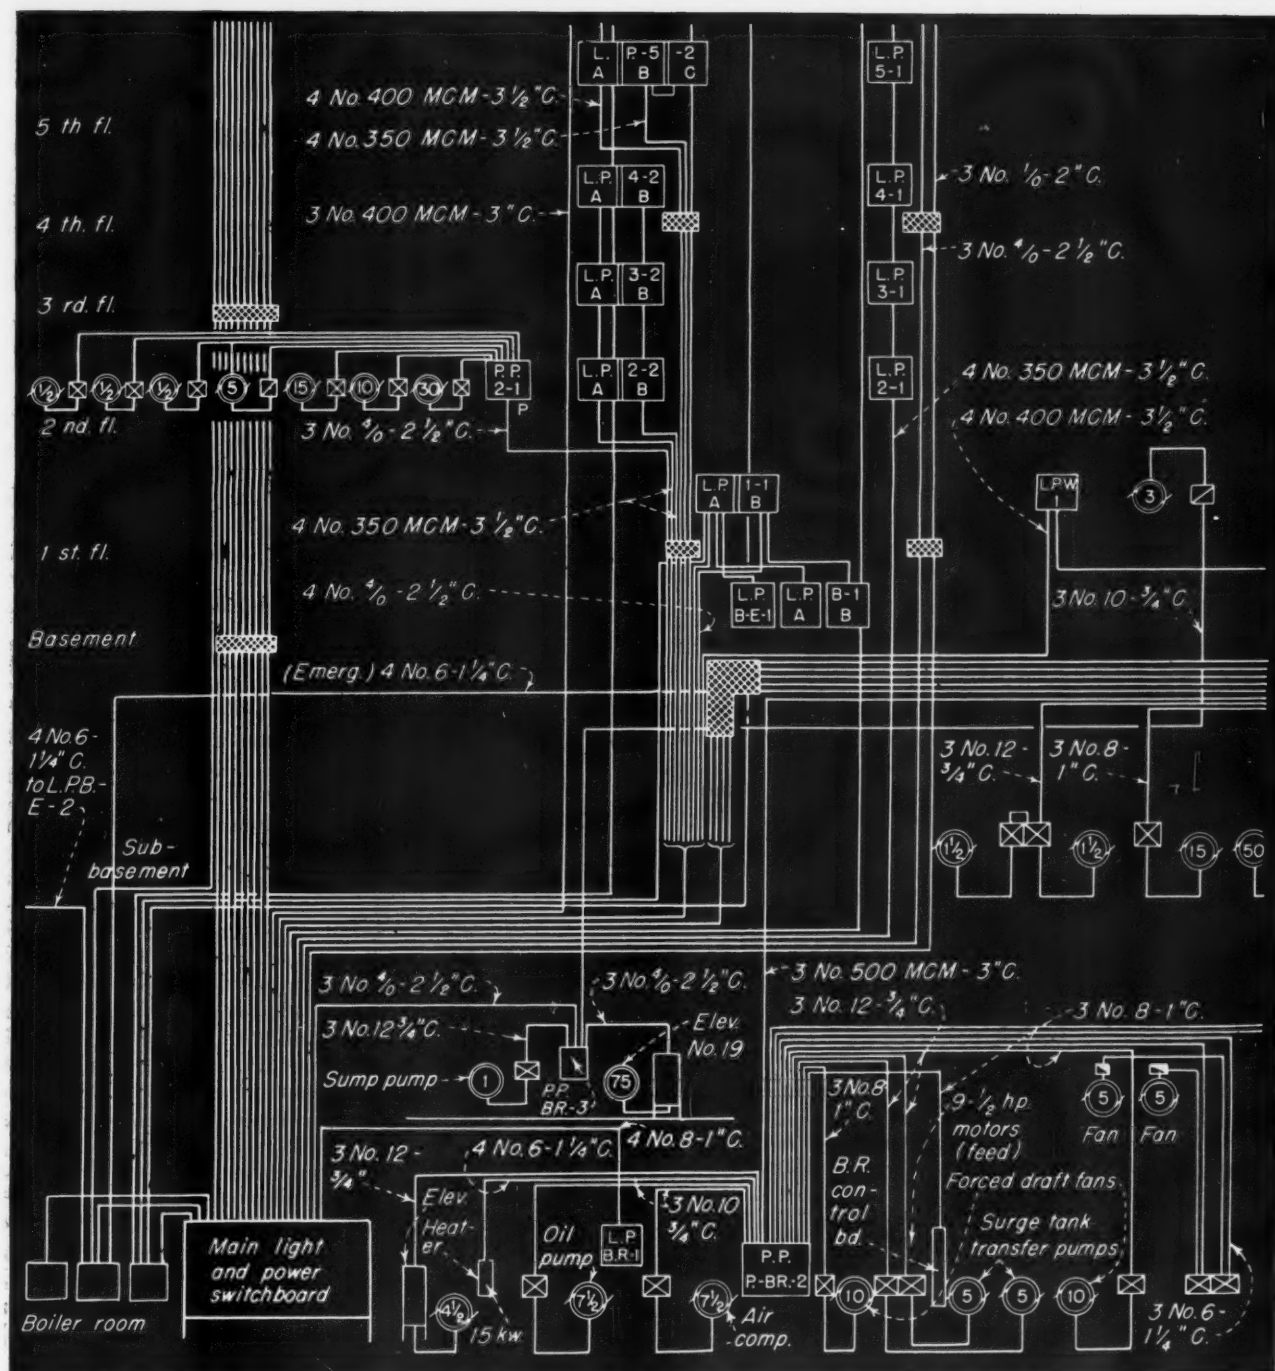 L. P.-5 -2
A B C
L.P.
5-1
4 No. 400 MCM - 3 1/2" C.
5 th fl.
4 No. 350 MCM - 3 1/2" C.
L.P. 4-2
A B
L.P.
4-1
3 No. 1/0 - 2" C.
3 No. 400 MCM - 3" C.
4 th. fl.
3 No. 4/0 - 2 1/2" C.
L.P. 3-2
A B
L.P.
3-1
3 rd. fl.
1/2 1/2 1/2 5 15 10 30
P.P.
2-1
P
L.P. 2-2
A B
L.P.
2-1
4 No. 350 MCM - 3 1/2" C.
4 No. 400 MCM - 3 1/2" C.
2 nd. fl.
3 No. 4/0 - 2 1/2" C.
L.P. 1-1
A B
L.P.W.
1
3
4 No. 350 MCM - 3 1/2" C.
1 st. fl.
4 No. 4/0 - 2 1/2" C.
L.P.
B-E-1
L.P.
A
B-1
B
3 No. 10 - 3/4" C.
Basement
(Emerg.) 4 No. 6 - 1 1/4" C.
4 No. 6 -
1 1/4" C.
to L.P.B.-
E-2
3 No. 12 -
3/4" C.
3 No. 8 -
1" C.
Sub-
basement
1 1/2 1 1/2 15 50
3 No. 4/0 - 2 1/2" C.
3 No. 4/0 - 2 1/2" C.
3 No. 500 MCM - 3" C.
3 No. 12 - 3/4" C.
3 No. 8 - 1" C.
3 No. 12 3/4" C.
Elev.
No. 19
Sump pump
1
P.P.
BR.-3
75
3 No. 8
1" C.
9 - 1/2 hp.
motors
(feed)
5 5
Fan Fan
3 No. 12 -
3/4"
4 No. 6 - 1 1/4" C.
4 No. 8 - 1" C.
B.R.
con-
trol
bd.
Forced draft fans
Elev.
Heat-
er
3 No. 10
3/4" C.
Surge tank
transfer pumps
Main light
and power
switchboard
Oil
pump
L.P
B.R-1
P.P.
P.-BR.-2
4 1/2
15 kw.
7 1/2
7 1/2
Air
comp.
10 5 5 10
3 No. 6 -
1 1/4" C.
Boiler room